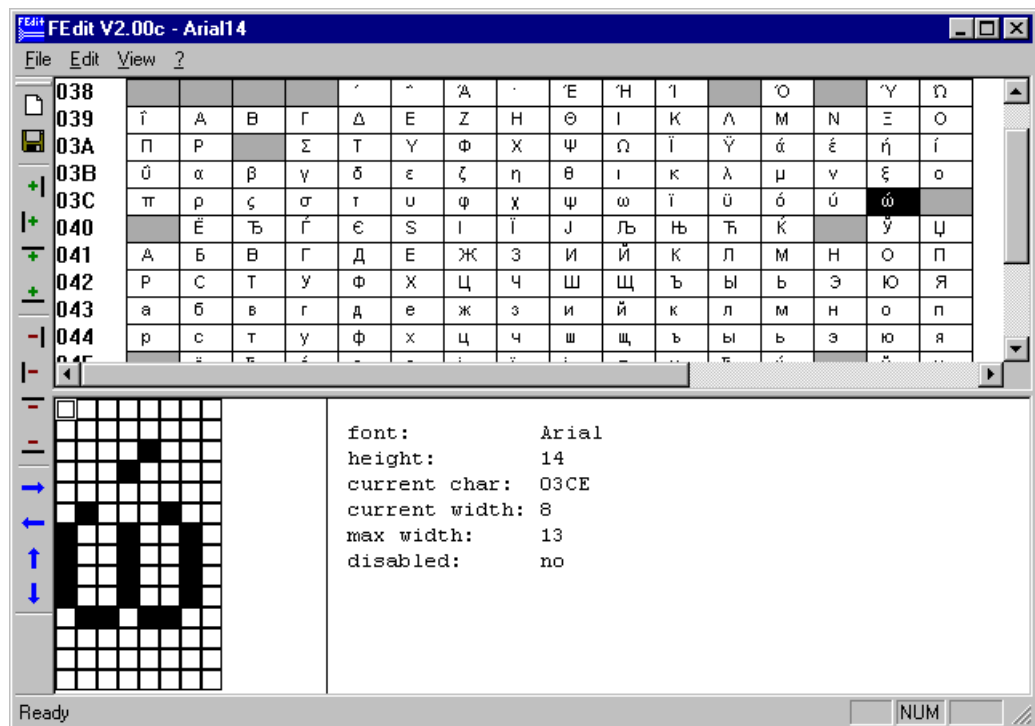 FEdit
FEdit V2.00c - Arial14
File Edit View ?
038 ΄ ΅ Ά · Έ Ή Ί Ό Ύ Ώ
039 ΐ Α Β Γ Δ Ε Ζ Η Θ Ι Κ Λ Μ Ν Ξ Ο
03A Π Ρ Σ Τ Υ Φ Χ Ψ Ω Ϊ Ϋ ά έ ή ί
03B ΰ α β γ δ ε ζ η θ ι κ λ μ ν ξ ο
03C π ρ ς σ τ υ φ χ ψ ω ϊ ϋ ό ύ ώ
040 Ё Ђ Ѓ Є Ѕ І Ї Ј Љ Њ Ћ Ќ Ў Џ
041 А Б В Г Д Е Ж З И Й К Л М Н О П
042 Р С Т У Ф Х Ц Ч Ш Щ Ъ Ы Ь Э Ю Я
043 а б в г д е ж з и й к л м н о п
044 р с т у ф х ц ч ш щ ъ ы ь э ю я
font: Arial
height: 14
current char: 03CE
current width: 8
max width: 13
disabled: no
Ready NUM